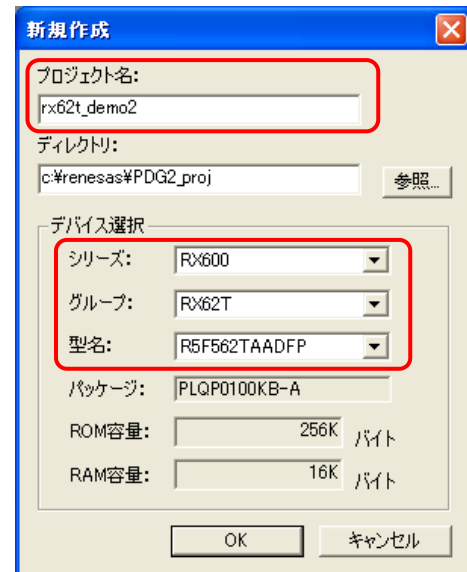 新規作成
プロジェクト名:
rx62t_demo2
ディレクトリ:
c:¥renesas¥PDG2_proj 参照...
デバイス選択
シリーズ: RX600
グループ: RX62T
型名: R5F562TAADFP
パッケージ: PLQP0100KB-A
ROM容量: 256K バイト
RAM容量: 16K バイト
OK キャンセル